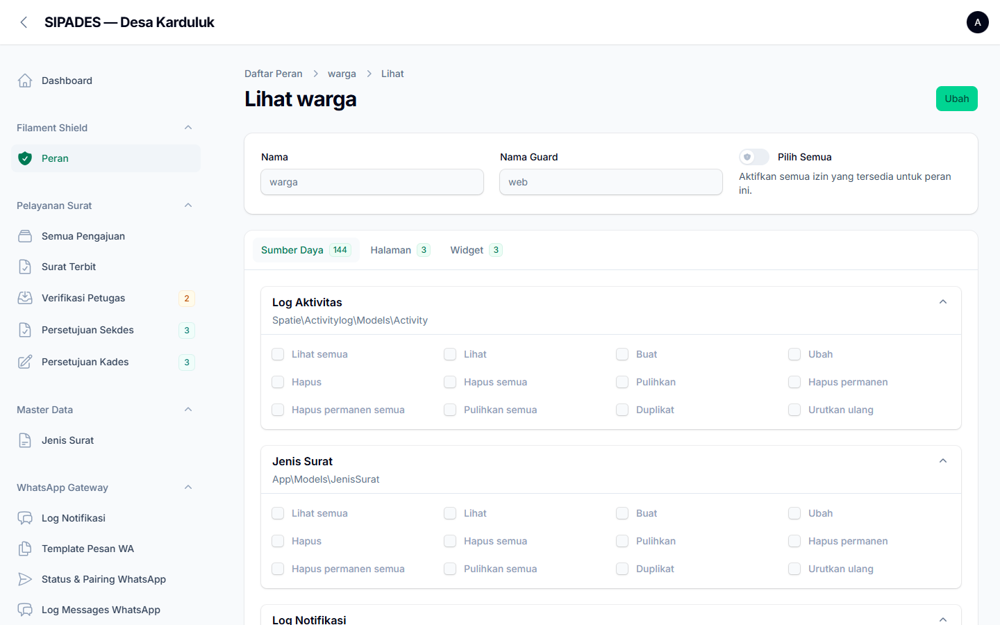 SIPADES — Desa Karduluk
A
Dashboard
Filament Shield
Peran
Pelayanan Surat
Semua Pengajuan
Surat Terbit
Verifikasi Petugas 2
Persetujuan Sekdes 3
Persetujuan Kades 3
Master Data
Jenis Surat
WhatsApp Gateway
Log Notifikasi
Template Pesan WA
Status & Pairing WhatsApp
Log Messages WhatsApp
Daftar Peran > warga > Lihat
Lihat warga
Ubah
Nama
warga
Nama Guard
web
Pilih Semua
Aktifkan semua izin yang tersedia untuk peran
ini.
Sumber Daya 144 Halaman 3 Widget 3
Log Aktivitas
Spatie\Activitylog\Models\Activity
Lihat semua Lihat Buat Ubah
Hapus Hapus semua Pulihkan Hapus permanen
Hapus permanen semua Pulihkan semua Duplikat Urutkan ulang
Jenis Surat
App\Models\JenisSurat
Lihat semua Lihat Buat Ubah
Hapus Hapus semua Pulihkan Hapus permanen
Hapus permanen semua Pulihkan semua Duplikat Urutkan ulang
Log Notifikasi